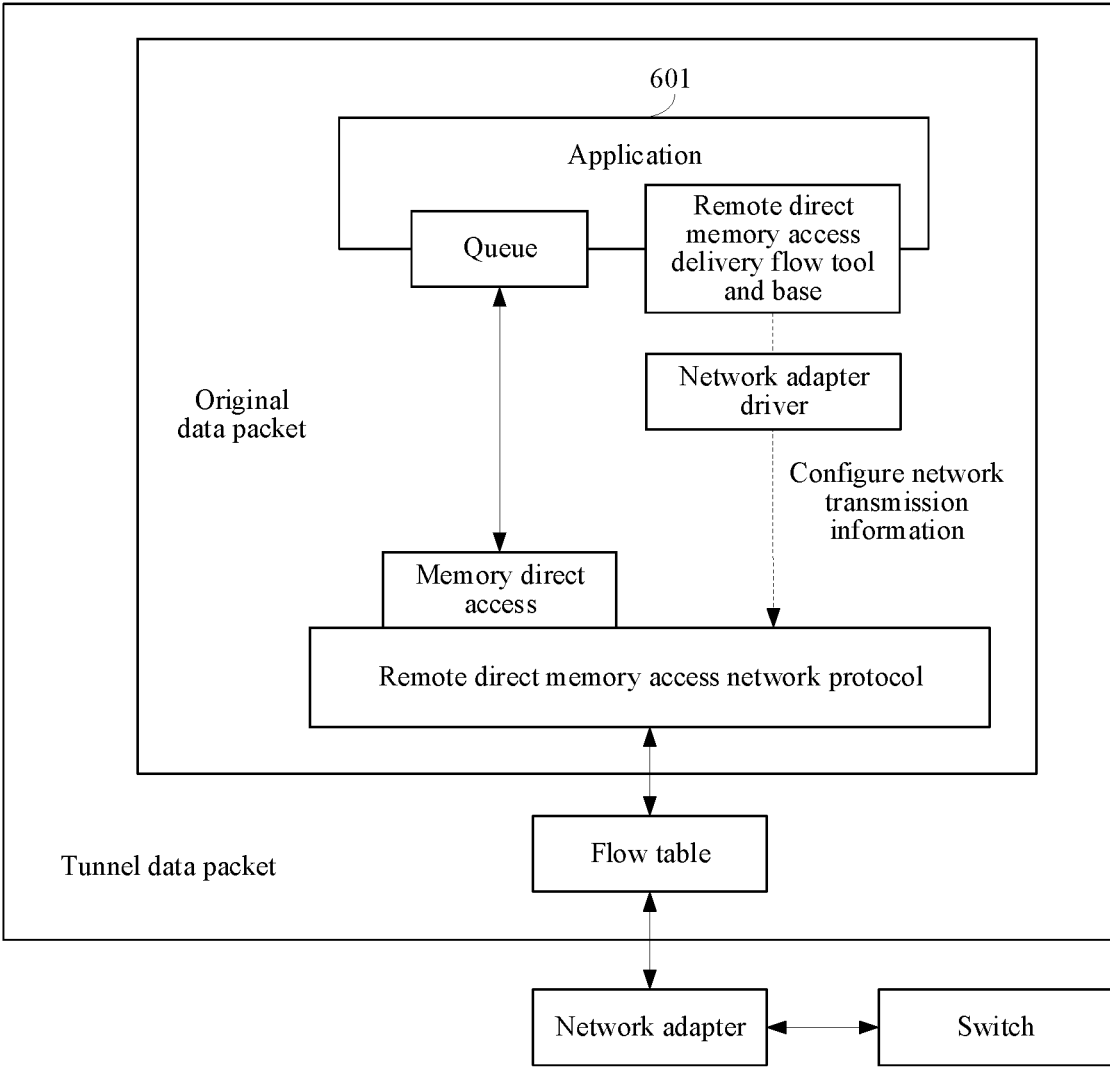 601
Application
Queue
Remote direct
memory access
delivery flow tool
and base
Network adapter
driver
Original
data packet
Configure network
transmission
information
Memory direct
access
Remote direct memory access network protocol
Flow table
Tunnel data packet
Network adapter
Switch